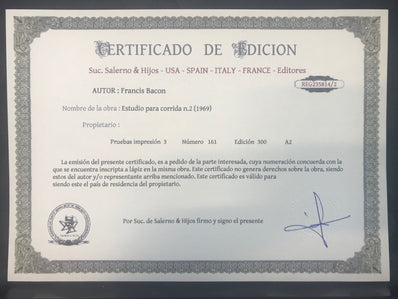 CERTIFICADO DE EDICION
Suc. Salerno & Hijos - USA - SPAIN - ITALY - FRANCE - Editores
REG255814/2
AUTOR : Francis Bacon
Nombre de la obra : Estudio para corrida n.2 (1969)
Propietario :
Pruebas impresión 3 Número 161 Edición 300 A2
La emisión del presente certificado, es a pedido de la parte interesada, cuya numeración concuerda con la
que se encuentra inscripta a lápiz en la misma obra. Este certificado no genera derechos sobre la obra, siendo
estos del autor y/o representante arriba mencionado. Este certificado es válido para
siendo este el país de residencia del propietario.
Por Suc. de Salerno & Hijos firmo y signo el presente